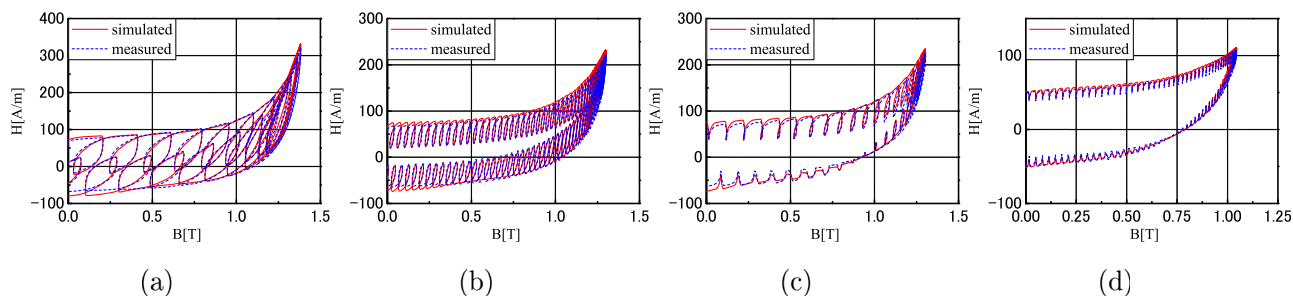 simulated
measured
H[A/m]
400
300
200
100
0
−100
0.0
0.5
1.0
1.5
B[T]
(a)
simulated
measured
H[A/m]
300
200
100
0
−100
0.0
0.5
1.0
1.5
B[T]
(b)
simulated
measured
H[A/m]
300
200
100
0
−100
0.0
0.5
1.0
1.5
B[T]
(c)
simulated
measured
H[A/m]
100
0
−100
0.00
0.25
0.50
0.75
1.00
1.25
B[T]
(d)